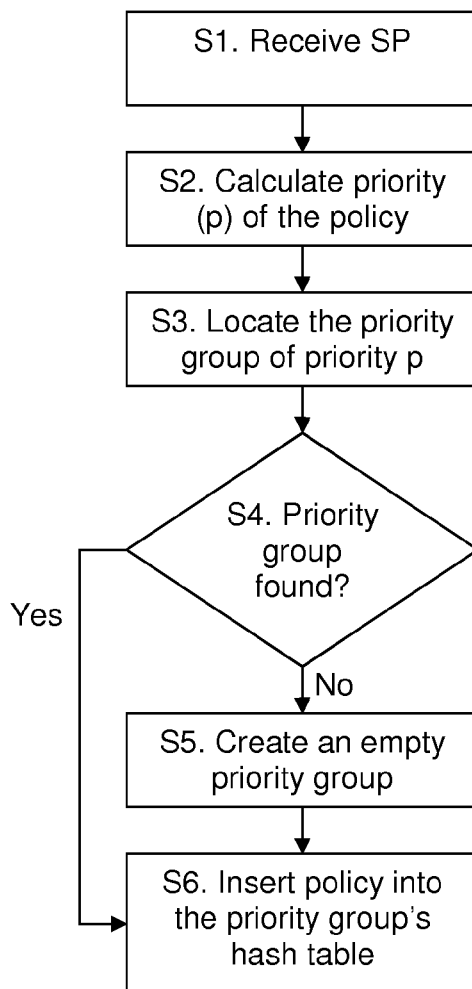 S1. Receive SP
S2. Calculate priority
(p) of the policy
S3. Locate the priority
group of priority p
S4. Priority
group
found?
Yes
No
S5. Create an empty
priority group
S6. Insert policy into
the priority group's
hash table